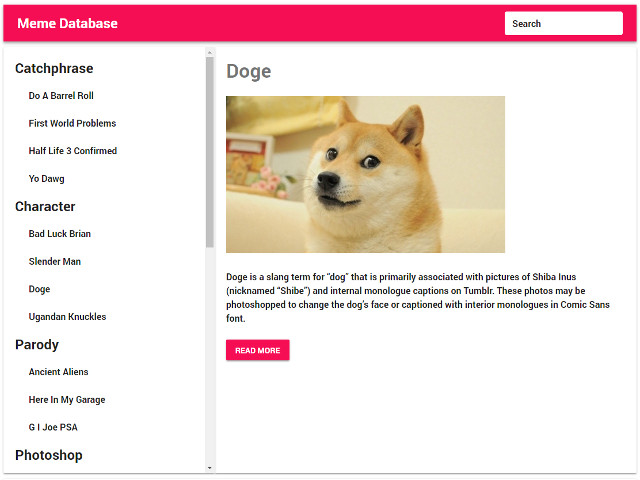 Meme Database
Search
Catchphrase
Do A Barrel Roll
First World Problems
Half Life 3 Confirmed
Yo Dawg
Character
Bad Luck Brian
Slender Man
Doge
Ugandan Knuckles
Parody
Ancient Aliens
Here In My Garage
G I Joe PSA
Photoshop
Doge
Doge is a slang term for “dog” that is primarily associated with pictures of Shiba Inus
(nicknamed “Shibe”) and internal monologue captions on Tumblr. These photos may be
photoshopped to change the dog’s face or captioned with interior monologues in Comic Sans
font.
READ MORE